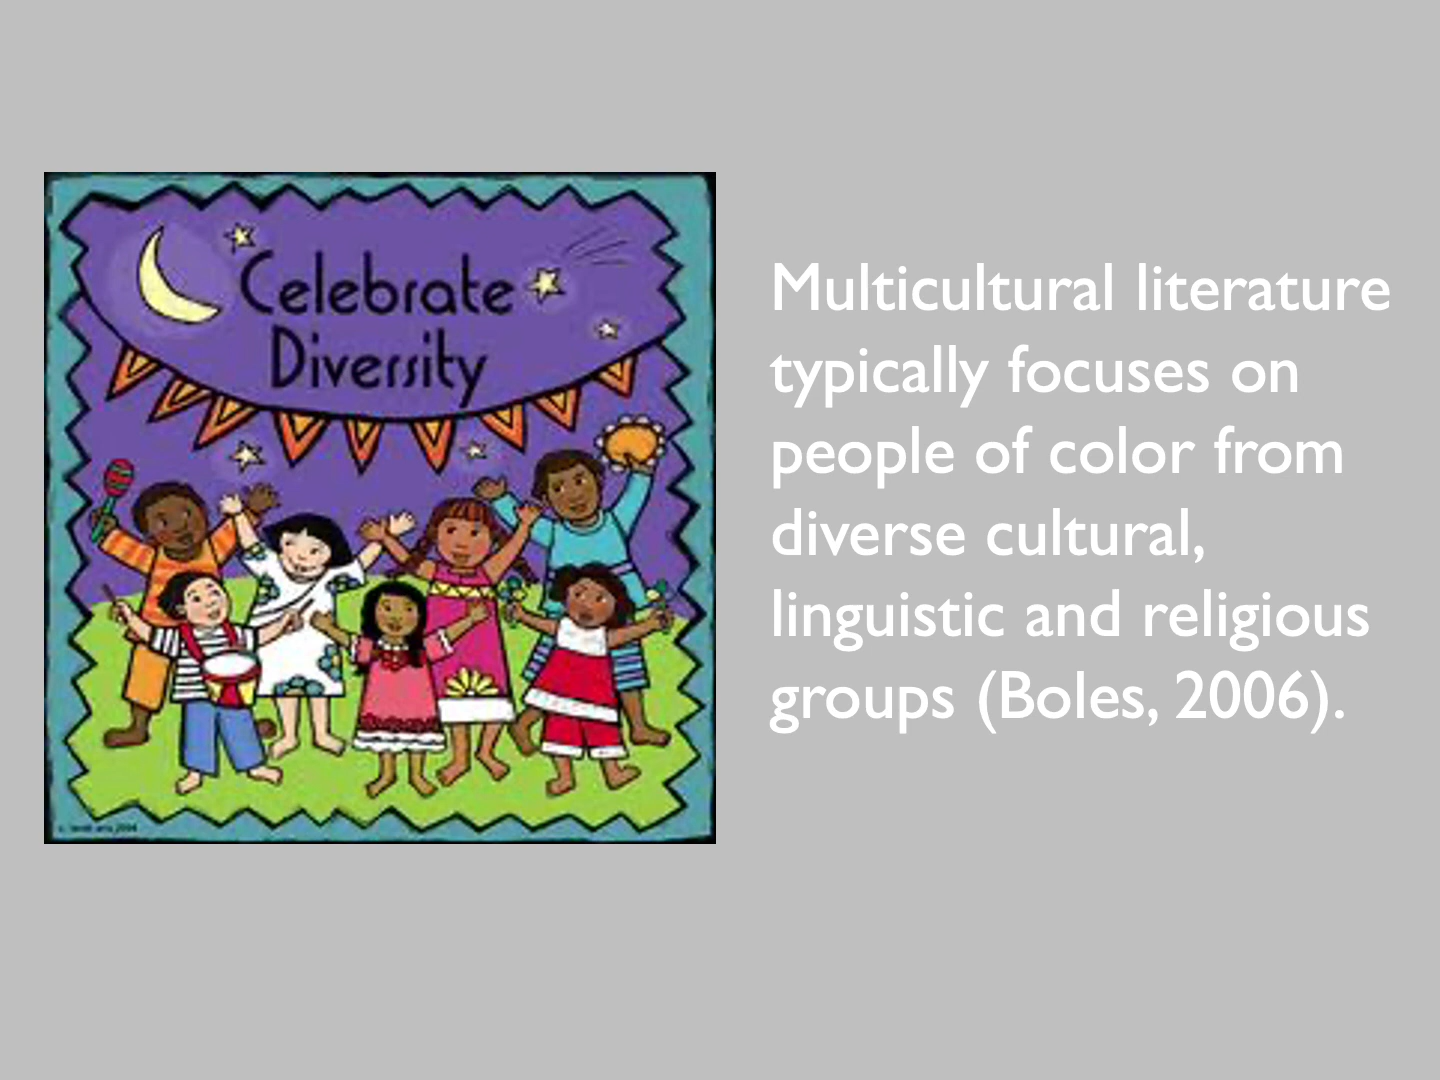 Celebrate
Diversity
Multicultural literature
typically focuses on
people of color from
diverse cultural,
linguistic and religious
groups (Boles, 2006).